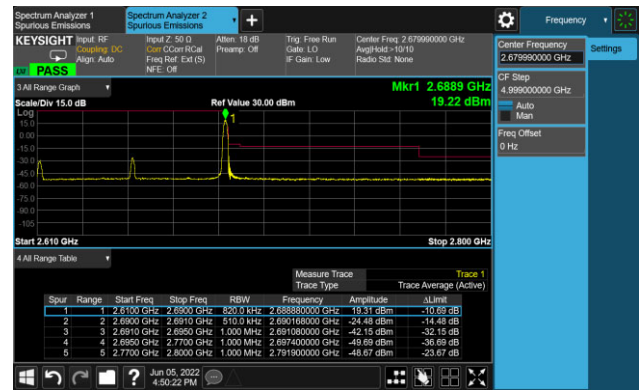 Spectrum Analyzer 1
Spurious Emissions
Spectrum Analyzer 2
Spurious Emissions
Frequency
KEYSIGHT
Input: RF
Coupling: DC
Align: Auto
Input Z: 50 Ω
Corr CCorr RCal
Freq Ref: Ext (S)
NFE: Off
Atten: 18 dB
Preamp: Off
Trig: Free Run
Gate: LO
IF Gain: Low
Center Freq: 2.679990000 GHz
Avg|Hold:>10/10
Radio Std: None
PASS
Center Frequency
2.679990000 GHz
Settings
CF Step
4.999000000 GHz
Auto
Man
Freq Offset
0 Hz
3 All Range Graph
Mkr1 2.6889 GHz
Scale/Div 15.0 dB
Ref Value 30.00 dBm
19.22 dBm
Log
15.0
0.00
-15.0
-30.0
-45.0
-60.0
-75.0
-90.0
-105
1
Start 2.610 GHz
Stop 2.800 GHz
4 All Range Table
Measure Trace Trace 1
Trace Type Trace Average (Active)
Spur Range Start Freq Stop Freq RBW Frequency Amplitude ΔLimit
1 1 2.6100 GHz 2.6900 GHz 820.0 kHz 2.688880000 GHz 19.31 dBm -10.69 dB
2 2 2.6900 GHz 2.6910 GHz 510.0 kHz 2.690168000 GHz -24.48 dBm -14.48 dB
3 3 2.6910 GHz 2.6950 GHz 1.000 MHz 2.691080000 GHz -42.15 dBm -32.15 dB
4 4 2.6950 GHz 2.7700 GHz 1.000 MHz 2.697400000 GHz -49.69 dBm -36.69 dB
5 5 2.7700 GHz 2.8000 GHz 1.000 MHz 2.791900000 GHz -48.67 dBm -23.67 dB
?
Jun 05, 2022
4:50:22 PM